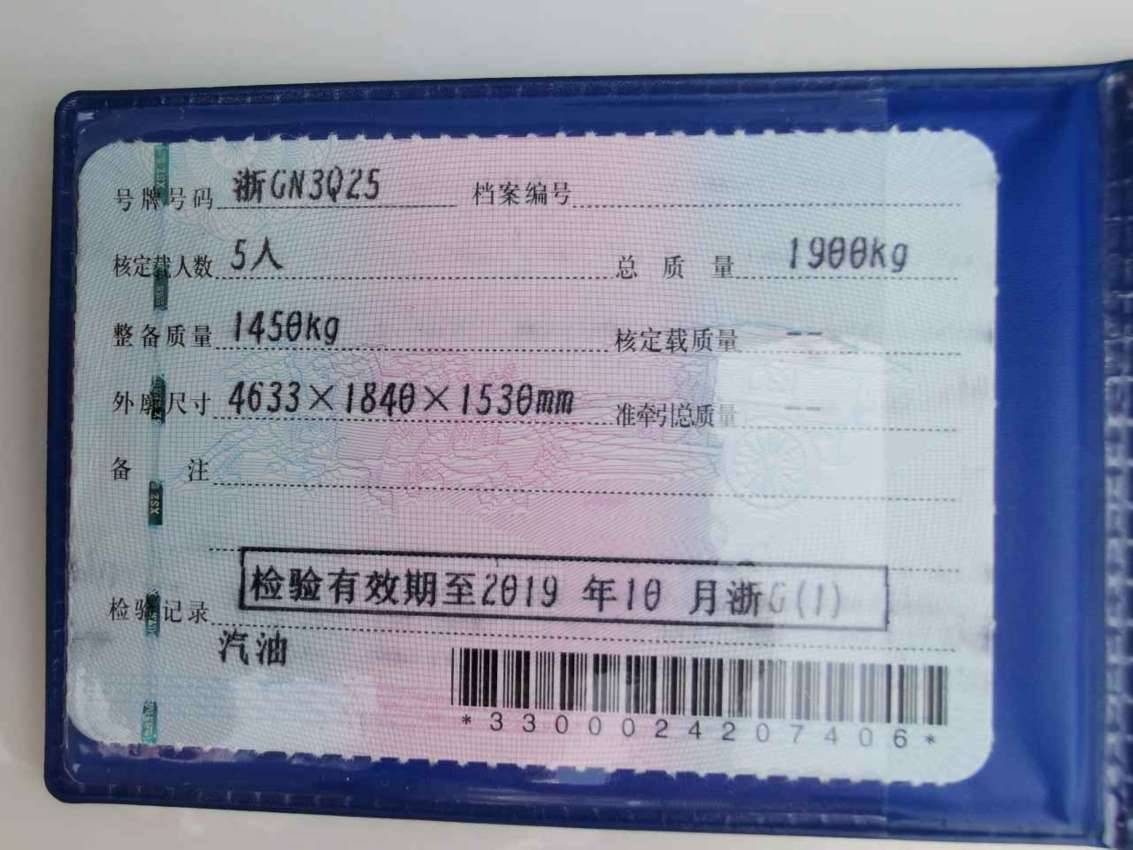 号牌号码 浙GN3Q25 档案编号
核定载人数 5人 总质量 1900kg
整备质量 1450kg 核定载质量 --
外廓尺寸 4633×1840×1530mm 准牵引总质量 --
备注
检验记录 检验有效期至2019年10月浙G(1)
汽油
*3300024207406*